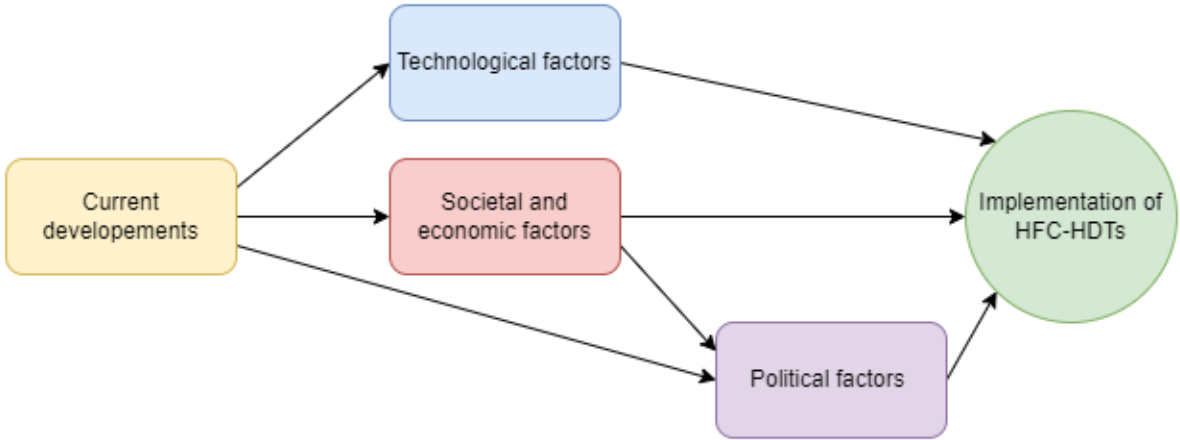 Technological factors
Current
developements
Societal and
economic factors
Implementation of
HFC-HDTs
Political factors